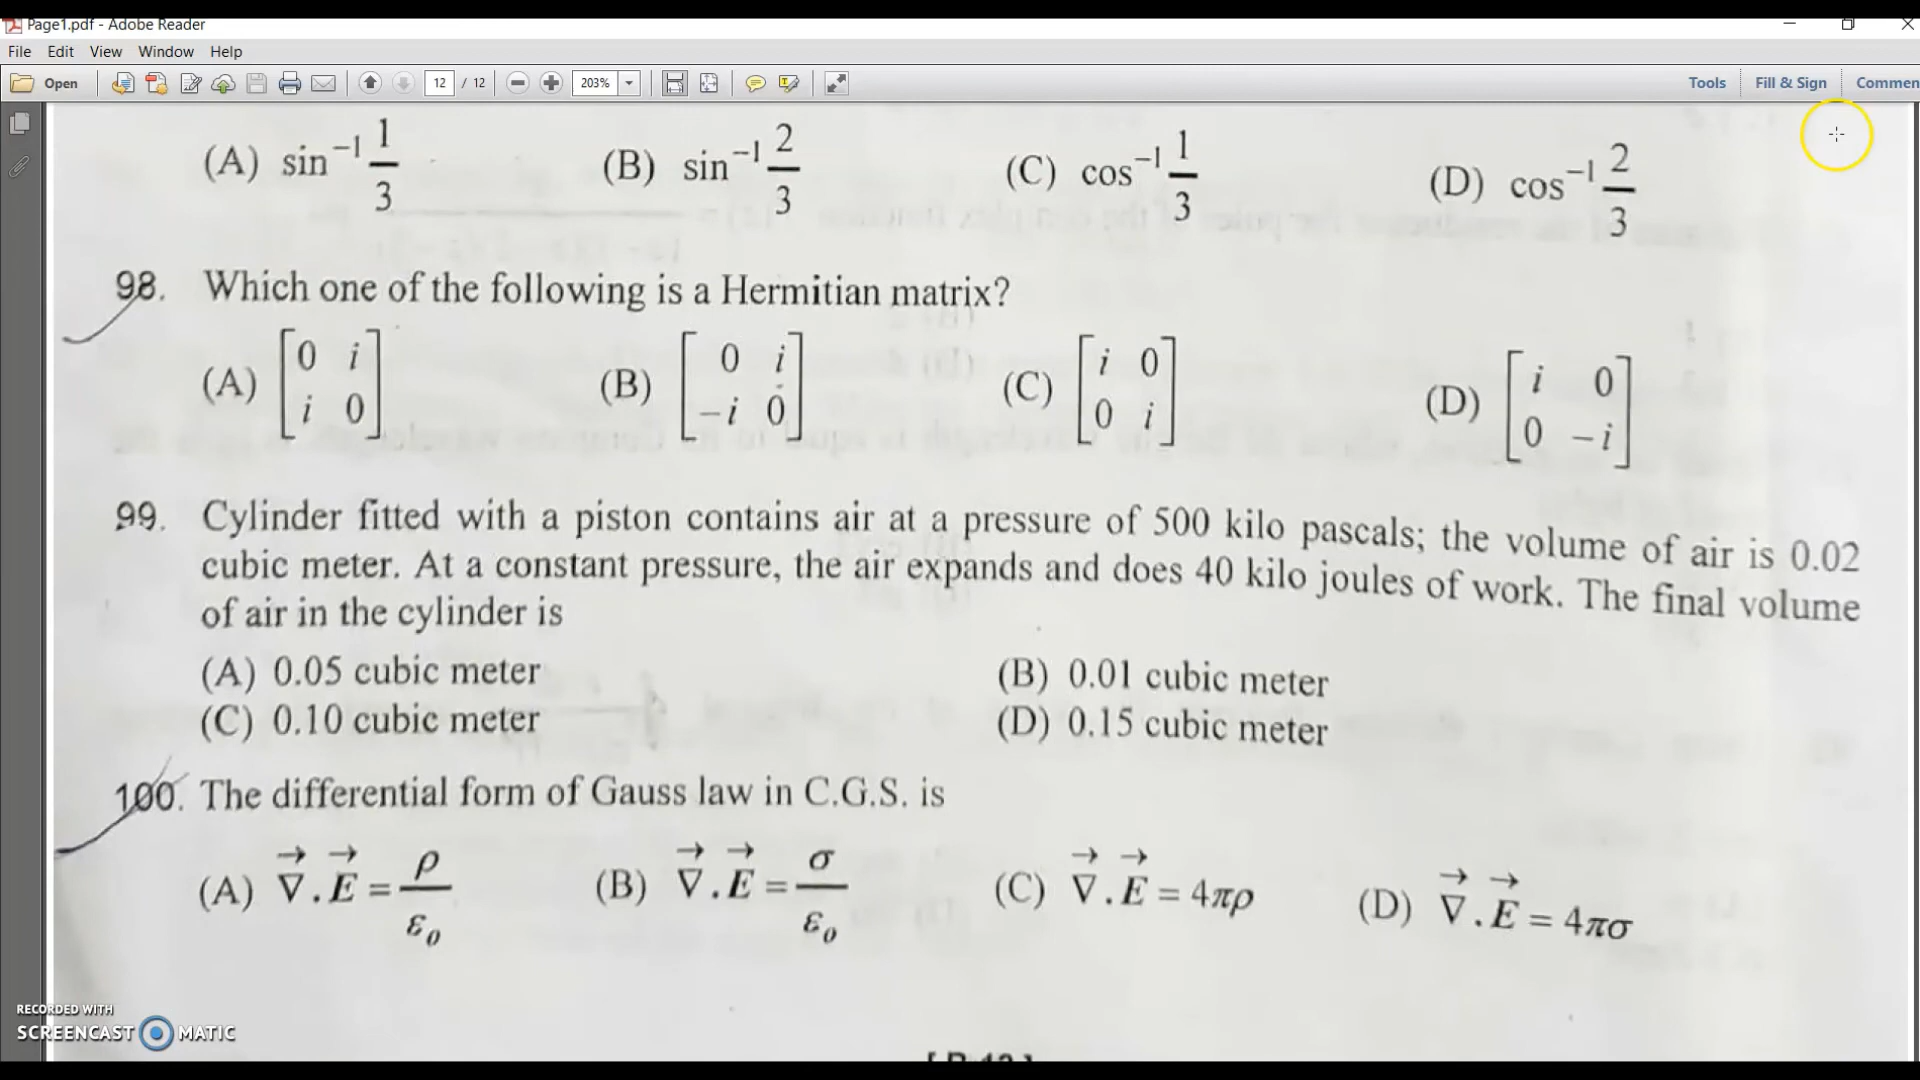 Page1.pdf - Adobe Reader
File Edit View Window Help
Open 12 / 12 203% Tools Fill & Sign Commen
(A) sin⁻¹ 1/3 (B) sin⁻¹ 2/3 (C) cos⁻¹ 1/3 (D) cos⁻¹ 2/3
98. Which one of the following is a Hermitian matrix?
(A) [0 i (B) [0 i (C) [i 0 (D) [i 0
i 0] -i 0] 0 i] 0 -i]
99. Cylinder fitted with a piston contains air at a pressure of 500 kilo pascals; the volume of air is 0.02
cubic meter. At a constant pressure, the air expands and does 40 kilo joules of work. The final volume
of air in the cylinder is
(A) 0.05 cubic meter (B) 0.01 cubic meter
(C) 0.10 cubic meter (D) 0.15 cubic meter
100. The differential form of Gauss law in C.G.S. is
(A) ∇⃗ . E⃗ = ρ/ε₀ (B) ∇⃗ . E⃗ = σ/ε₀ (C) ∇⃗ . E⃗ = 4πρ (D) ∇⃗ . E⃗ = 4πσ
RECORDED WITH
SCREENCAST MATIC